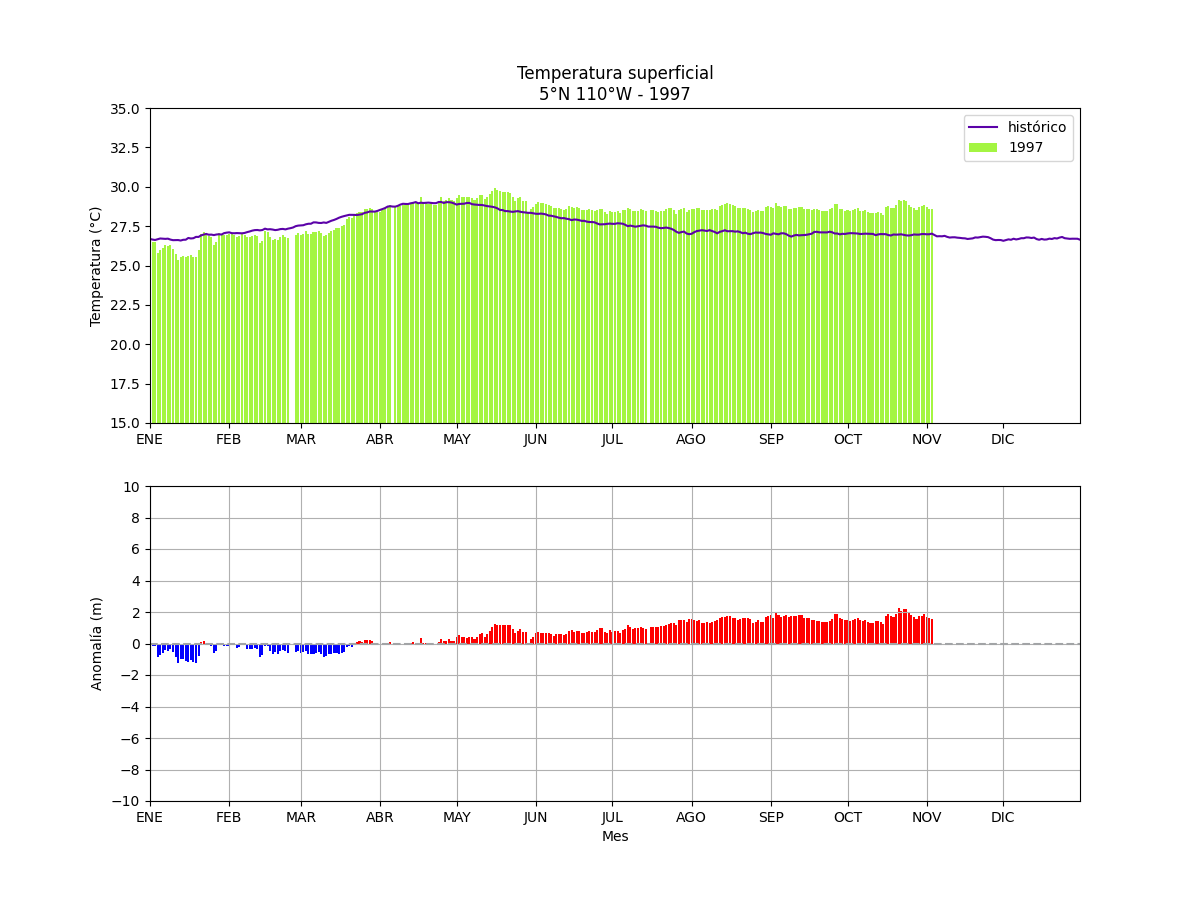 Temperatura superficial
5°N 110°W - 1997
35.0
32.5
30.0
27.5
25.0
22.5
20.0
17.5
15.0
Temperatura (°C)
histórico
1997
ENE FEB MAR ABR MAY JUN JUL AGO SEP OCT NOV DIC
10
8
6
4
2
0
−2
−4
−6
−8
−10
Anomalía (m)
ENE FEB MAR ABR MAY JUN JUL AGO SEP OCT NOV DIC
Mes